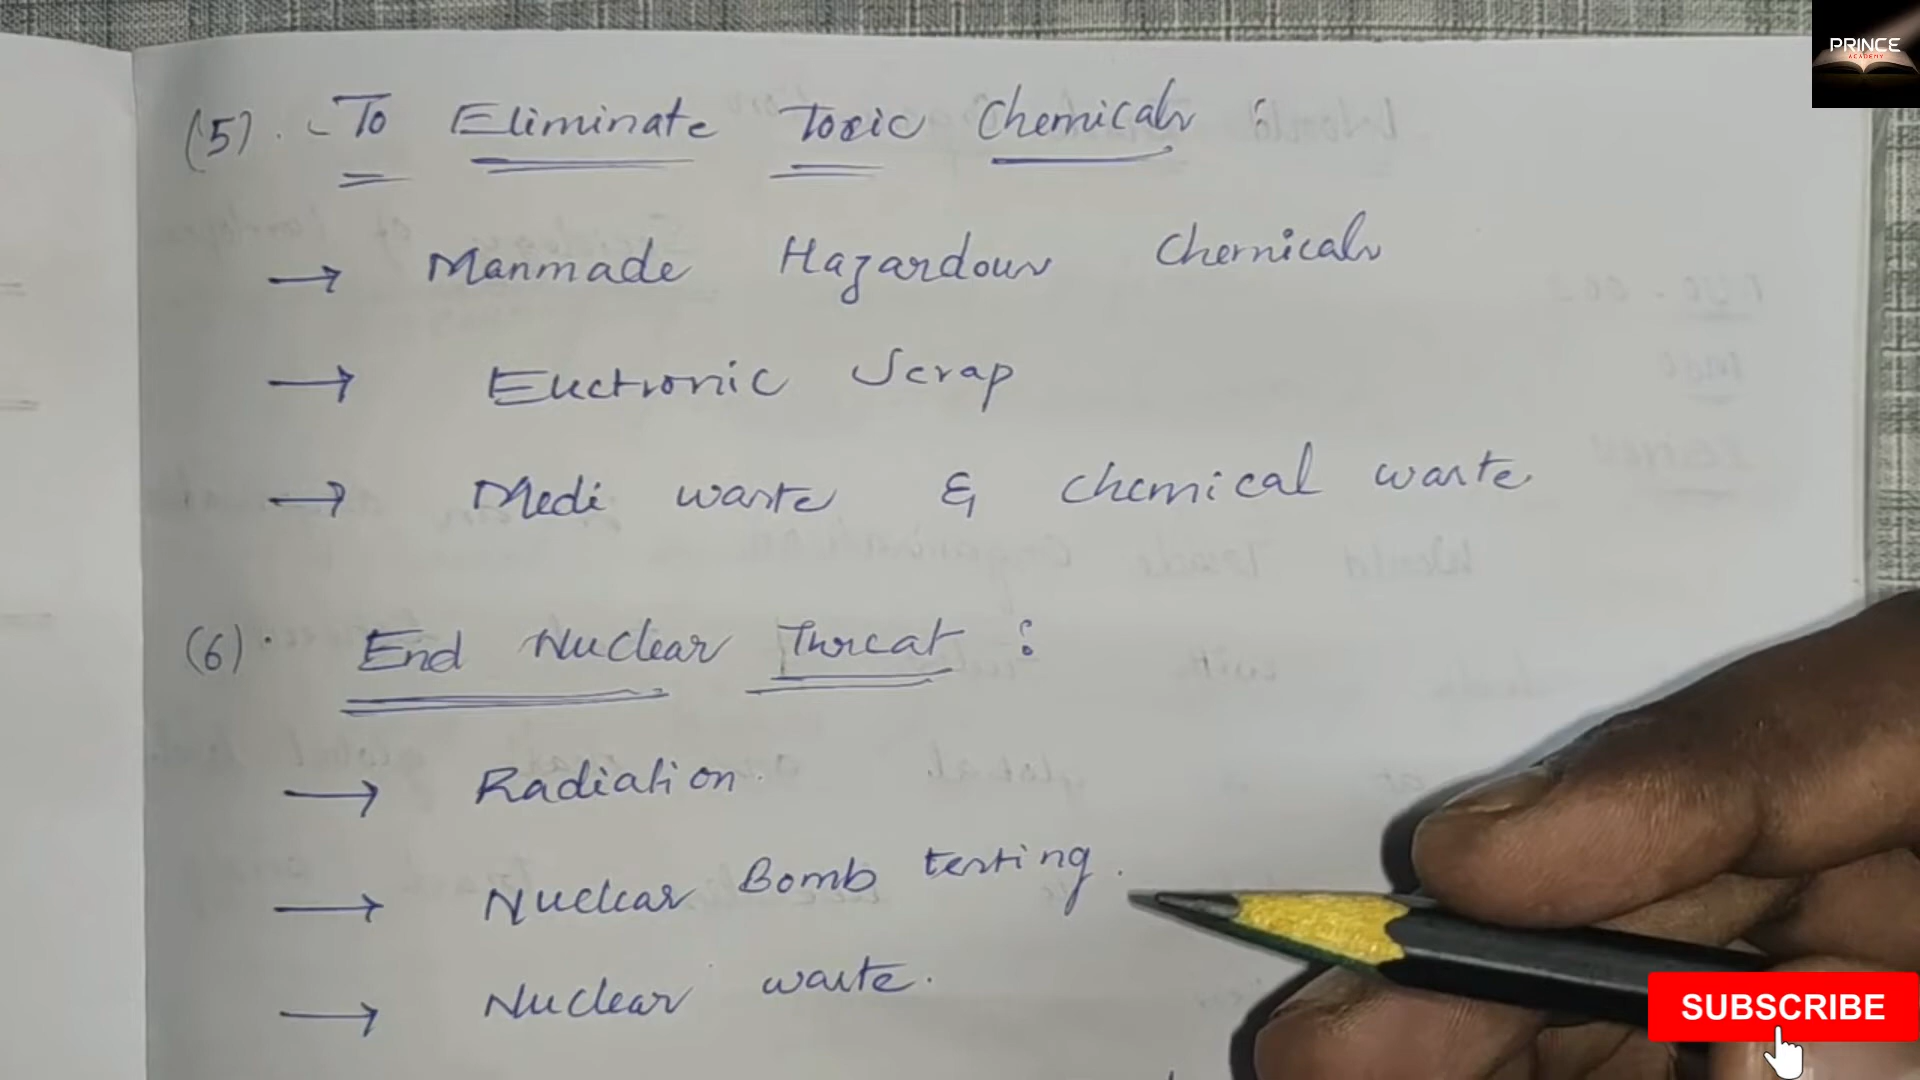 PRINCE
ACADEMY
(5). To Eliminate Toxic Chemicals :
→ Manmade Hazardous Chemicals
→ Electronic Scrap
→ Medi waste & chemical waste
(6). End Nuclear Threat :
→ Radiation.
→ Nuclear Bomb testing.
→ Nuclear waste.
SUBSCRIBE